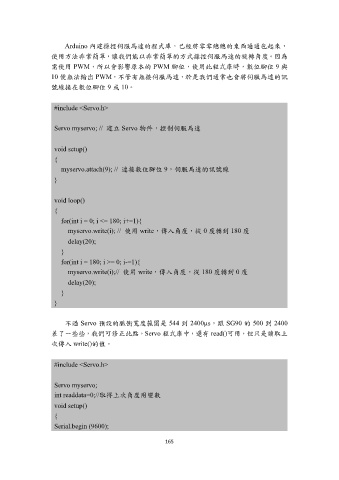 Arduino 內建操控伺服馬達的程式庫，已經將零零總總的東西通通在起來，
使用方法非常簡單，讓我們能以非常簡單的方式操控伺服馬達的旋轉角度。因為
需使用 PWM，所以會影響原本的 PWM 腳位，使用此程式庫時，數位腳位 9 與
10 便無法輸出 PWM。不管有無接伺服馬達，於是我們通常也會將伺服馬達的訊
號線接在數位腳位 9 或 10。
#include <Servo.h>
Servo myservo; // 建立 Servo 物件，控制伺服馬達
void setup()
{
myservo.attach(9); // 連接數位腳位 9，伺服馬達的訊號線
}
void loop()
{
for(int i = 0; i <= 180; i+=1){
myservo.write(i); // 使用 write，傳入角度，從 0 度轉到 180 度
delay(20);
}
for(int i = 180; i >= 0; i-=1){
myservo.write(i);// 使用 write，傳入角度，從 180 度轉到 0 度
delay(20);
}
}
不過 Servo 預設的脈衝寬度範圍是 544 到 2400μs，跟 SG90 的 500 到 2400
差了一些些，我們可修正此點。Servo 程式庫中，還有 read()可用，但只是讀取上
次傳入 write()的值。
#include <Servo.h>
Servo myservo;
int readdata=0;//取得上次角度用變數
void setup()
{
Serial.begin (9600);
165